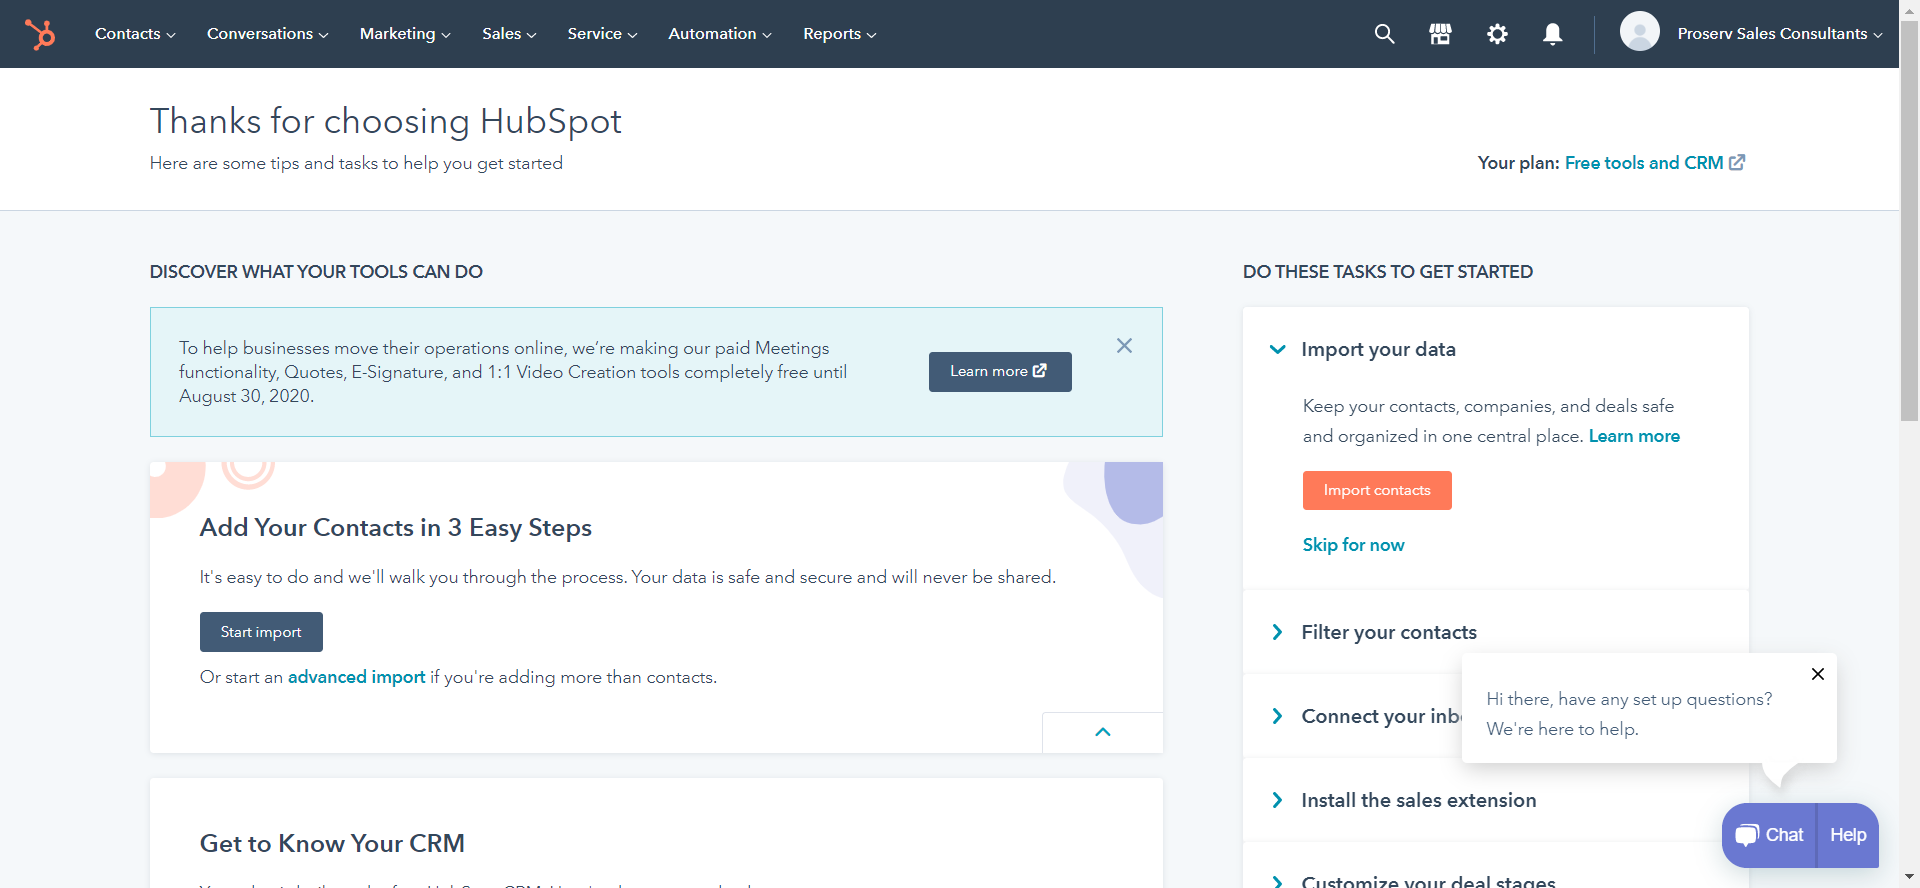 Contacts Conversations Marketing Sales Service Automation Reports Proserv Sales Consultants
Thanks for choosing HubSpot
Here are some tips and tasks to help you get started
Your plan: Free tools and CRM
DISCOVER WHAT YOUR TOOLS CAN DO
To help businesses move their operations online, we're making our paid Meetings
functionality, Quotes, E-Signature, and 1:1 Video Creation tools completely free until
August 30, 2020.
Learn more
Add Your Contacts in 3 Easy Steps
It's easy to do and we'll walk you through the process. Your data is safe and secure and will never be shared.
Start import
Or start an advanced import if you're adding more than contacts.
Get to Know Your CRM
DO THESE TASKS TO GET STARTED
Import your data
Keep your contacts, companies, and deals safe
and organized in one central place. Learn more
Import contacts
Skip for now
Filter your contacts
Connect your
Install the sales extension
Customize your deal stages
Hi there, have any set up questions?
We're here to help.
Chat
Help